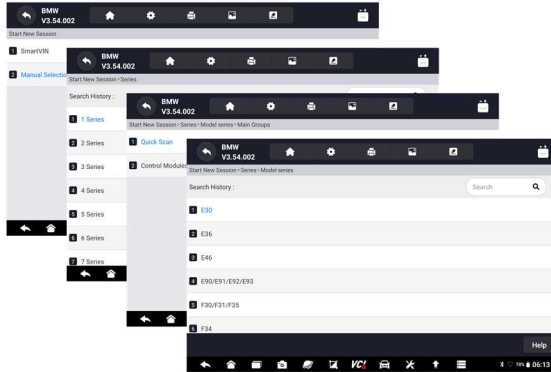 BMW
V3.54.002
Start New Session
1 SmartVIN
2 Manual Selectio
BMW
V3.54.002
Start New Session > Series
Search History :
1 1 Series
2 2 Series
3 3 Series
4 4 Series
5 5 Series
6 6 Series
7 7 Series
BMW
V3.54.002
Start New Session > Series > Model series > Main Groups
1 Quick Scan
2 Control Modules
BMW
V3.54.002
Start New Session > Series > Model series
Search History :
Search
1 E30
2 E36
3 E46
4 E90/E91/E92/E93
5 F30/F31/F35
6 F34
Help
VCI
78% 06:13